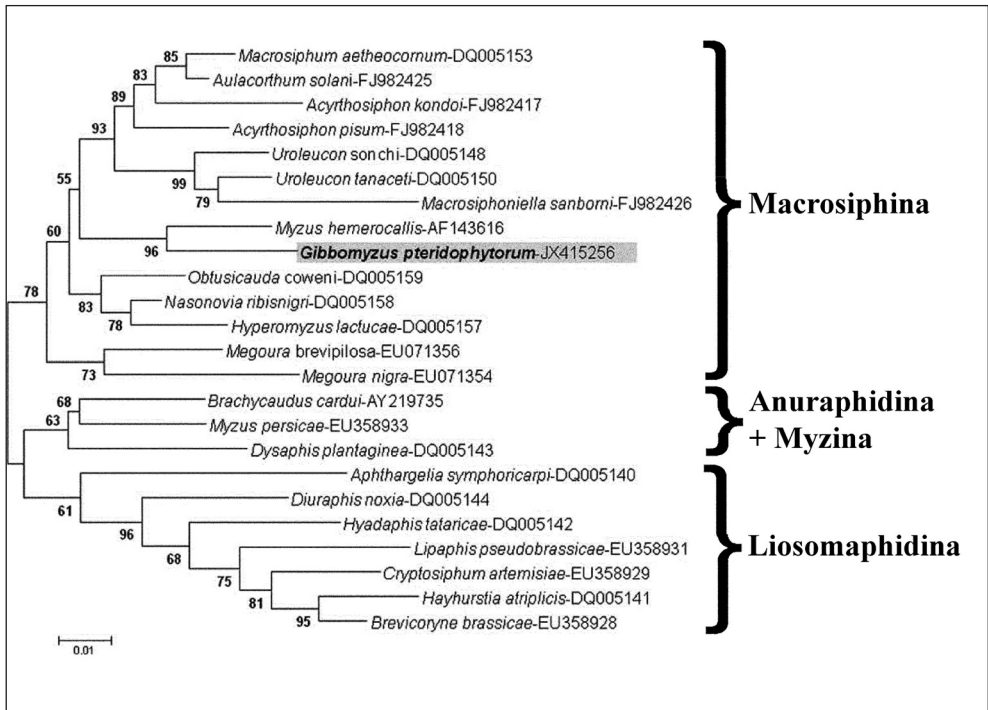 85
Macrosiphum aetheocornum-DQ005153
83
Aulacorthum solani-FJ982425
89
Acyrthosiphon kondoi-FJ982417
93
Acyrthosiphon pisum-FJ982418
Uroleucon sonchi-DQ005148
99
Uroleucon tanaceti-DQ005150
55
79
Macrosiphoniella sanborni-FJ982426
Macrosiphina
60
Myzus hemerocallis-AF143616
96
Gibbomyzus pteridophytorum-JX415256
78
Obtusicauda coweni-DQ005159
83
Nasonovia ribisnigri-DQ005158
78
Hyperomyzus lactucae-DQ005157
Megoura brevipilosa-EU071356
73
Megoura nigra-EU071354
68
Brachycaudus cardui-AY219735
Anuraphidina
63
Myzus persicae-EU358933
+ Myzina
Dysaphis plantaginea-DQ005143
Aphthargelia symphoricarpi-DQ005140
61
Diuraphis noxia-DQ005144
96
Hyadaphis tataricae-DQ005142
68
Lipaphis pseudobrassicae-EU358931
Liosomaphidina
75
Cryptosiphum artemisiae-EU358929
81
Hayhurstia atriplicis-DQ005141
95
Brevicoryne brassicae-EU358928
0.01